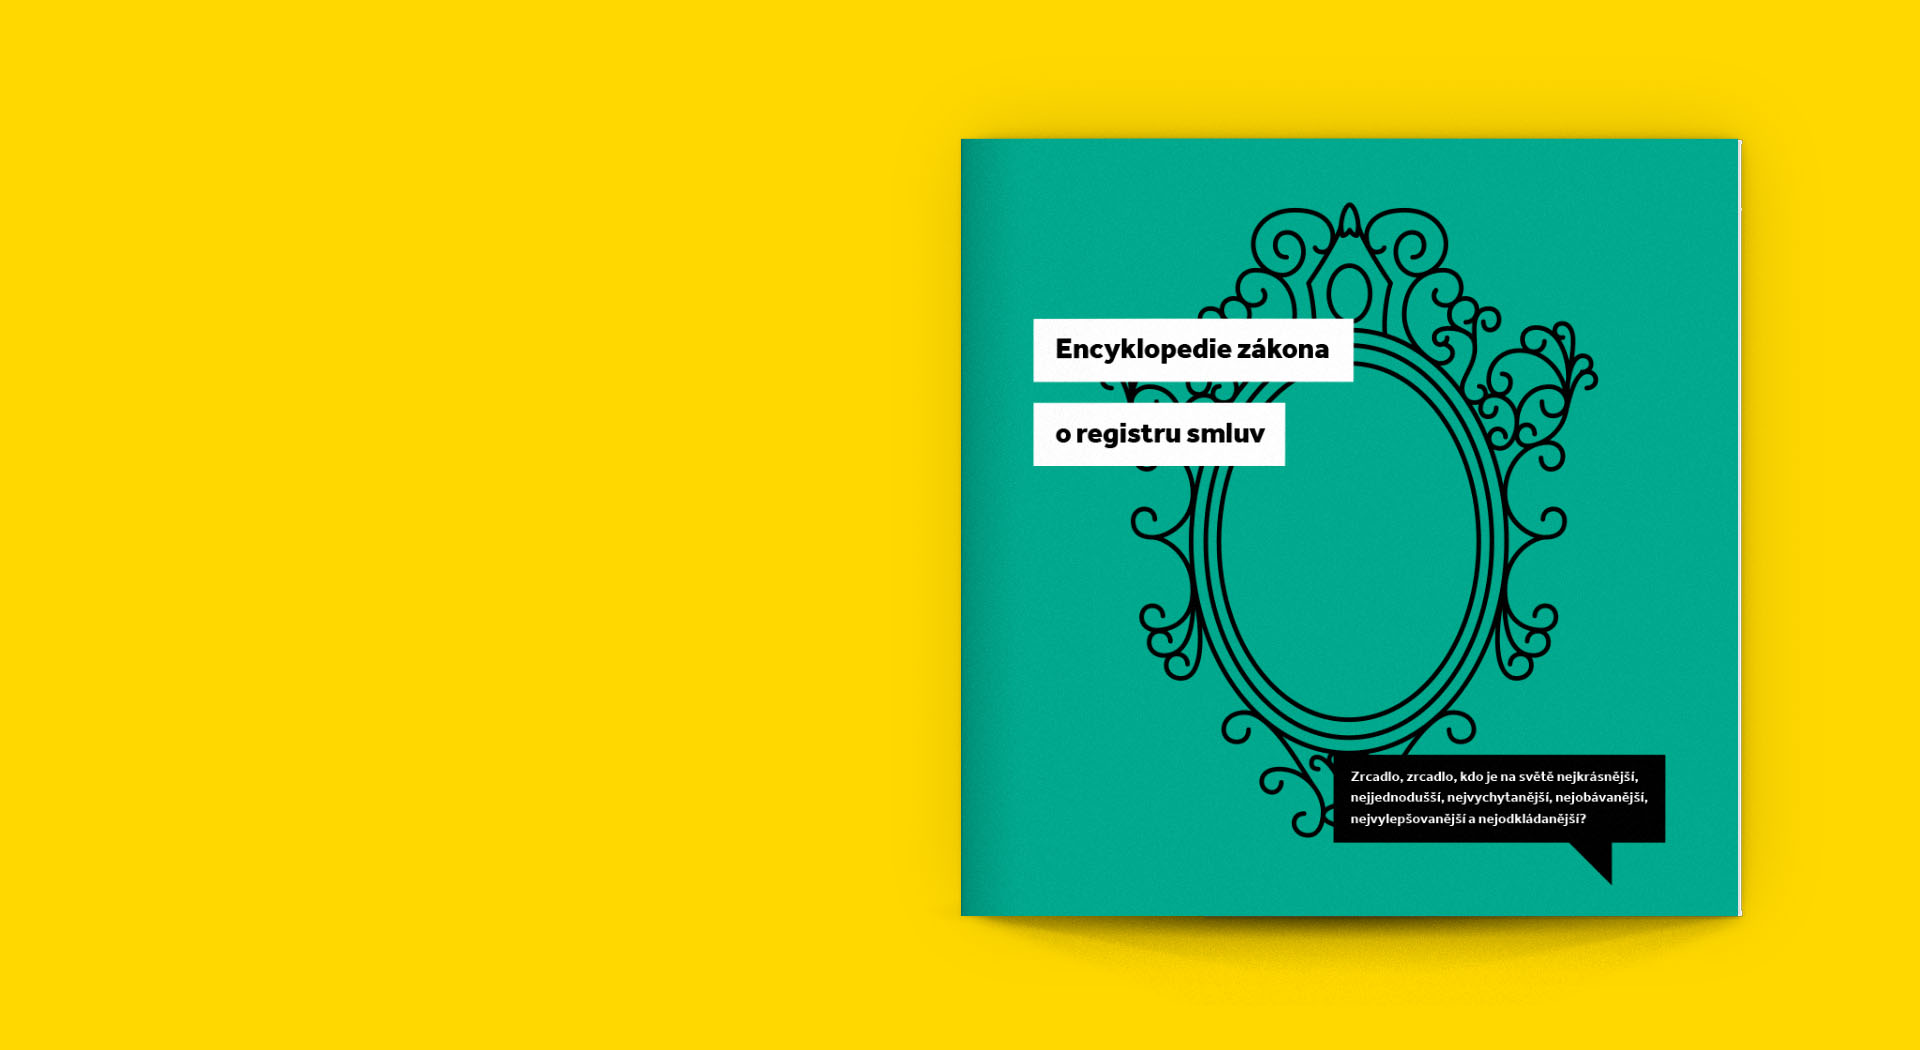 Encyklopedie zákona
o registru smluv
Zrcadlo, zrcadlo, kdo je na světě nejkrásnější,
nejjednodušší, nejvychytanější, nejobávanější,
nejvylepšovanější a nejodkládanější?